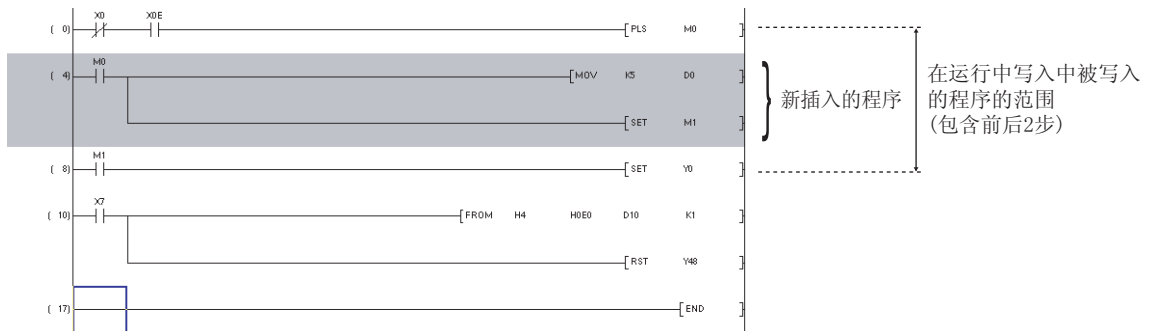 X0 X0E
( 0) [PLS M0 ]
M0
( 4) [MOV K5 D0 ]
[SET M1 ]
M1
( 8) [SET Y0 ]
X7
( 10) [FROM H4 H0E0 D10 K1 ]
[RST Y48 ]
( 17) [END ]
新插入的程序
在运行中写入中被写入
的程序的范围
(包含前后2步)